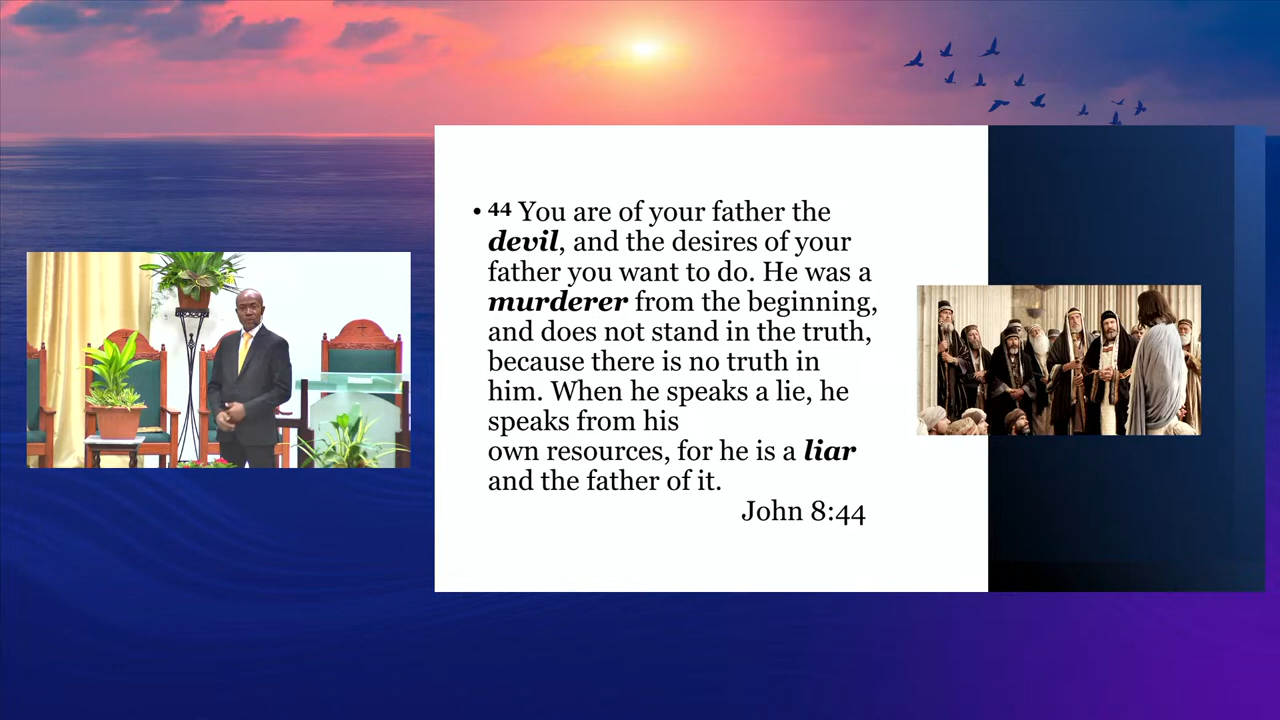 • 44 You are of your father the
devil, and the desires of your
father you want to do. He was a
murderer from the beginning,
and does not stand in the truth,
because there is no truth in
him. When he speaks a lie, he
speaks from his
own resources, for he is a liar
and the father of it.
John 8:44